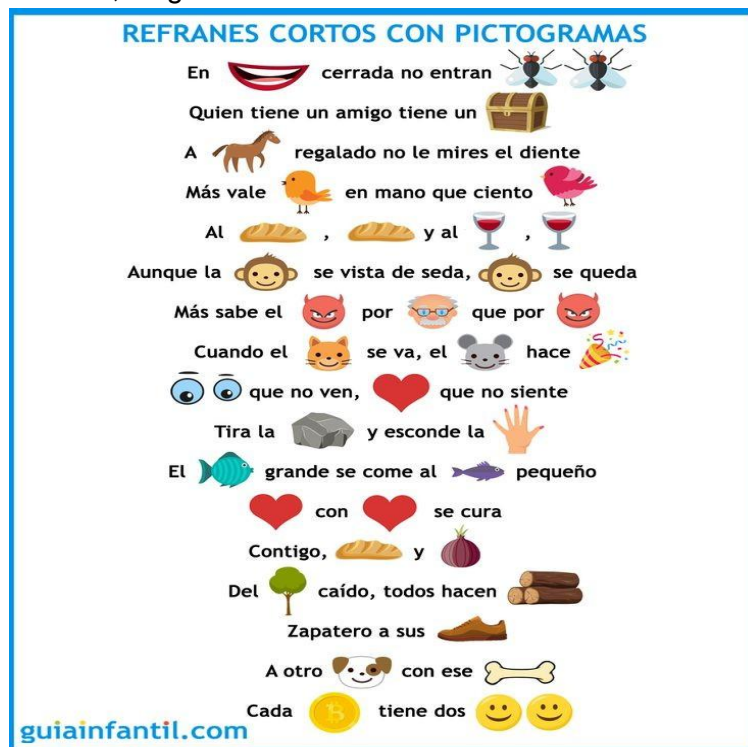 REFRANES CORTOS CON PICTOGRAMAS
En cerrada no entran
Quien tiene un amigo tiene un
A regalado no le mires el diente
Más vale en mano que ciento
Al , y al ,
Aunque la se vista de seda, se queda
Más sabe el por que por
Cuando el se va, el hace
que no ven, que no siente
Tira la y esconde la
El grande se come al pequeño
con se cura
Contigo, y
Del caído, todos hacen
Zapatero a sus
A otro con ese
Cada tiene dos
guiainfantil.com